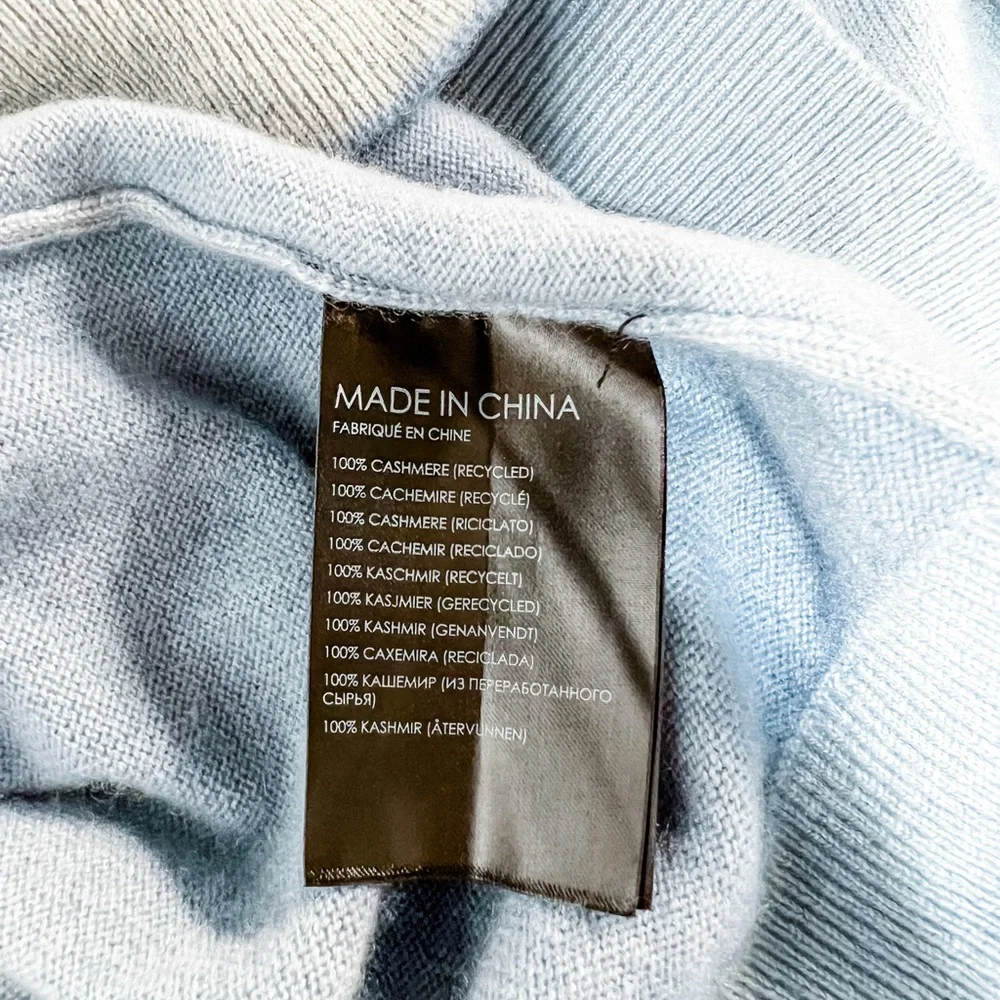 MADE IN CHINA
FABRIQUÉ EN CHINE
100% CASHMERE (RECYCLED)
100% CACHEMIRE (RECYCLÉ)
100% CASHMERE (RICICLATO)
100% CACHEMIR (RECICLADO)
100% KASCHMIR (RECYCELT)
100% KASJMIER (GERECYCLED)
100% KASHMIR (GENANVENDT)
100% CAXEMIRA (RECICLADA)
100% КАШЕМИР (ИЗ ПЕРЕРАБОТАННОГО
СЫРЬЯ)
100% KASHMIR (ÅTERVUNNEN)